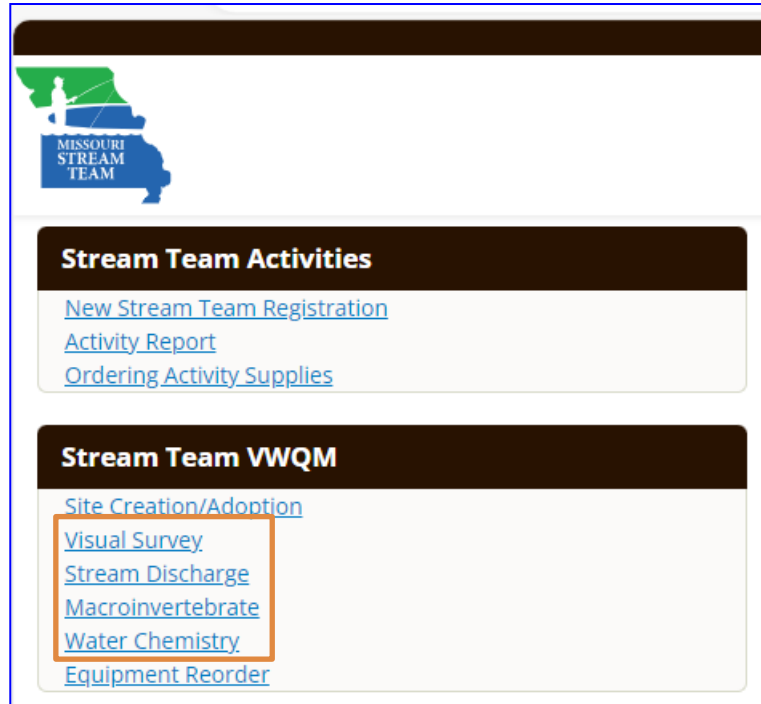 MISSOURI
STREAM
TEAM
Stream Team Activities
New Stream Team Registration
Activity Report
Ordering Activity Supplies
Stream Team VWQM
Site Creation/Adoption
Visual Survey
Stream Discharge
Macroinvertebrate
Water Chemistry
Equipment Reorder